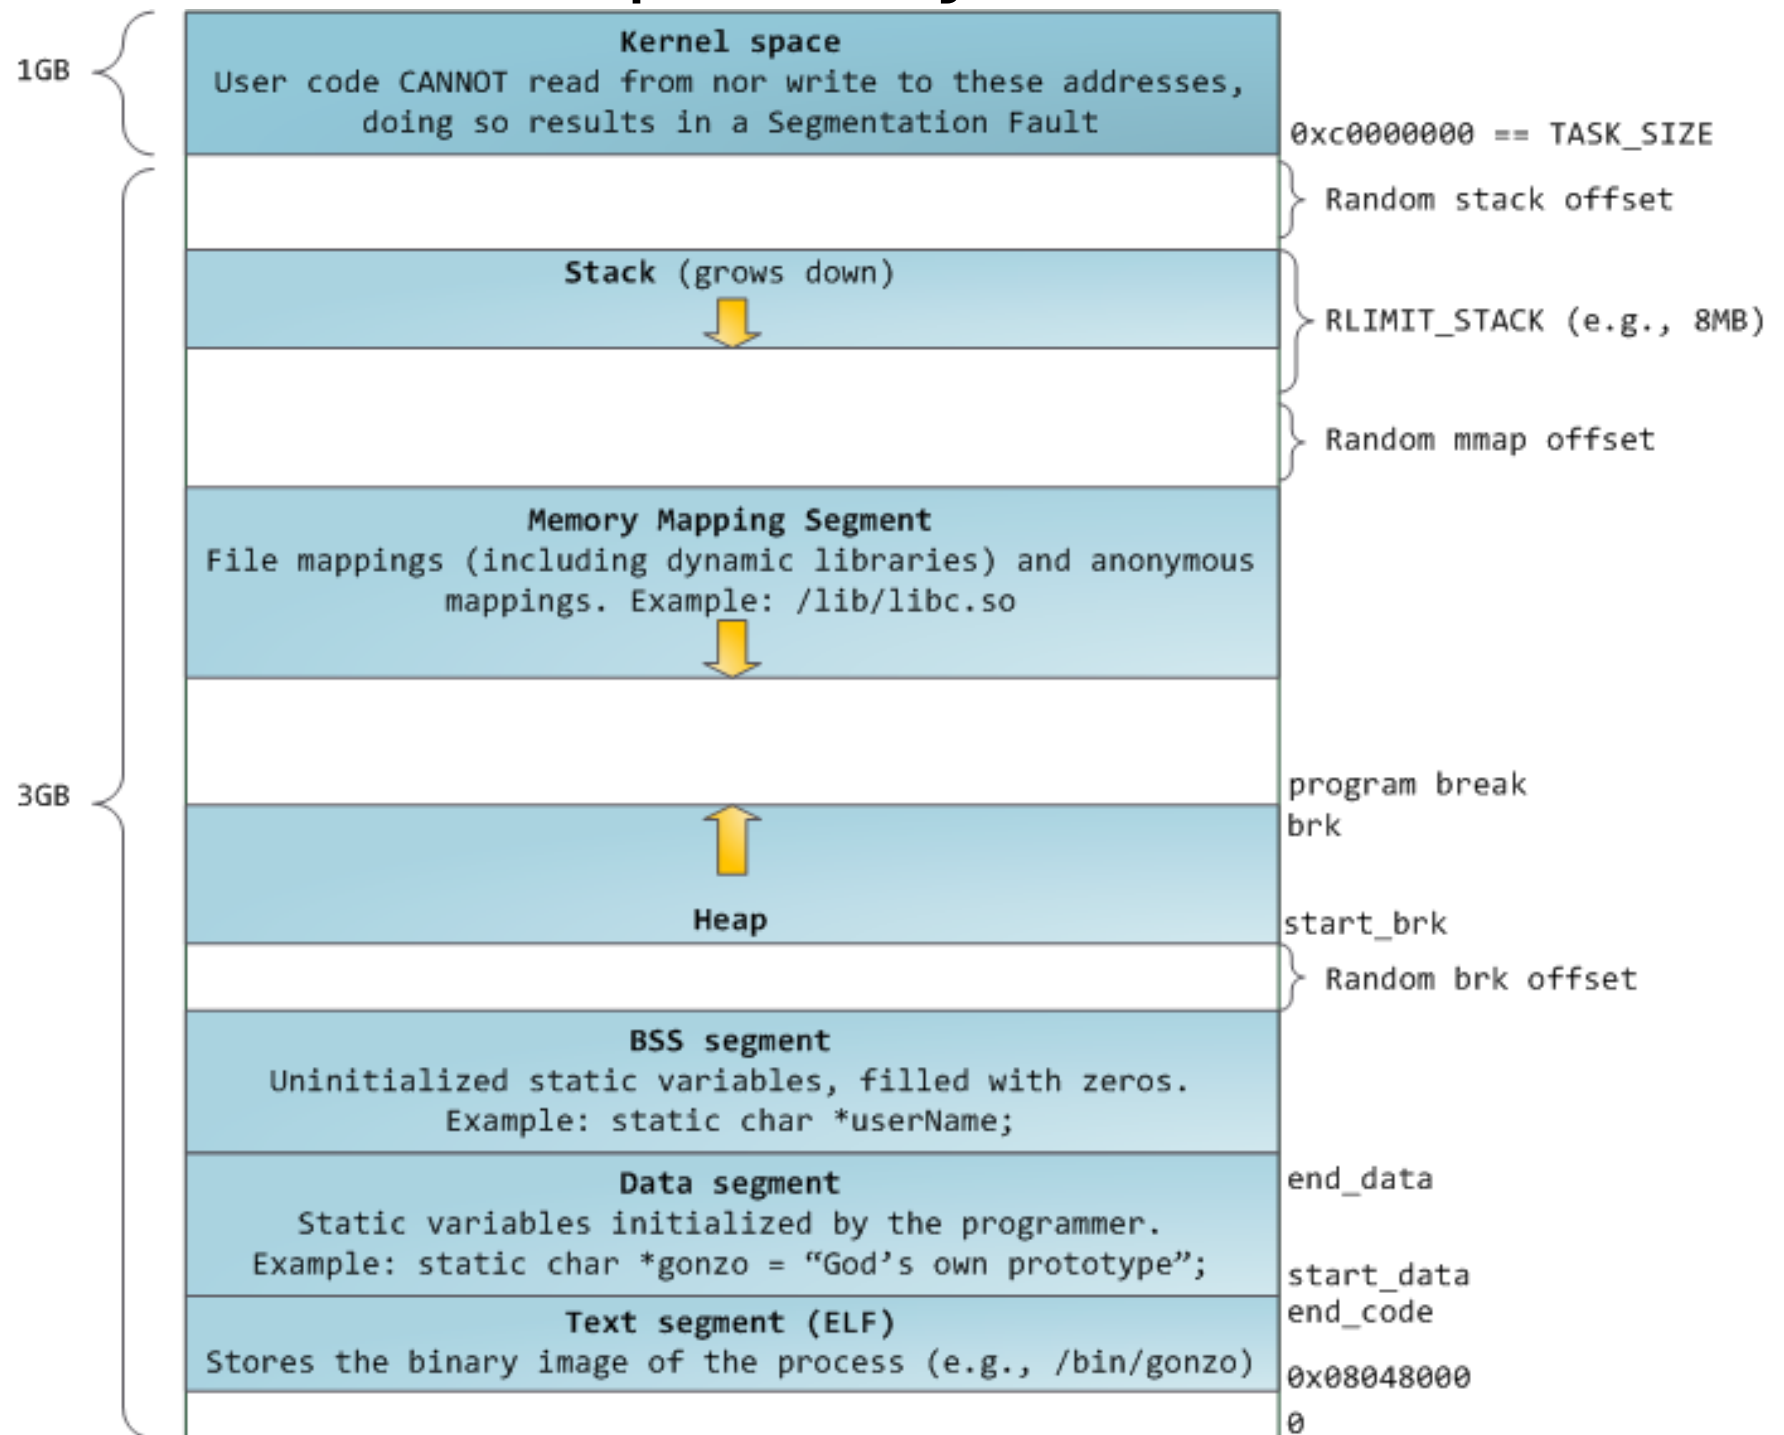 Kernel space
1GB
User code CANNOT read from nor write to these addresses,
doing so results in a Segmentation Fault
0xc0000000 == TASK_SIZE
Random stack offset
Stack (grows down)
RLIMIT_STACK (e.g., 8MB)
Random mmap offset
Memory Mapping Segment
File mappings (including dynamic libraries) and anonymous
mappings. Example: /lib/libc.so
program break
3GB
brk
Heap
start_brk
Random brk offset
BSS segment
Uninitialized static variables, filled with zeros.
Example: static char *userName;
Data segment
end_data
Static variables initialized by the programmer.
Example: static char *gonzo = “God’s own prototype”;
start_data
end_code
Text segment (ELF)
Stores the binary image of the process (e.g., /bin/gonzo)
0x08048000
0